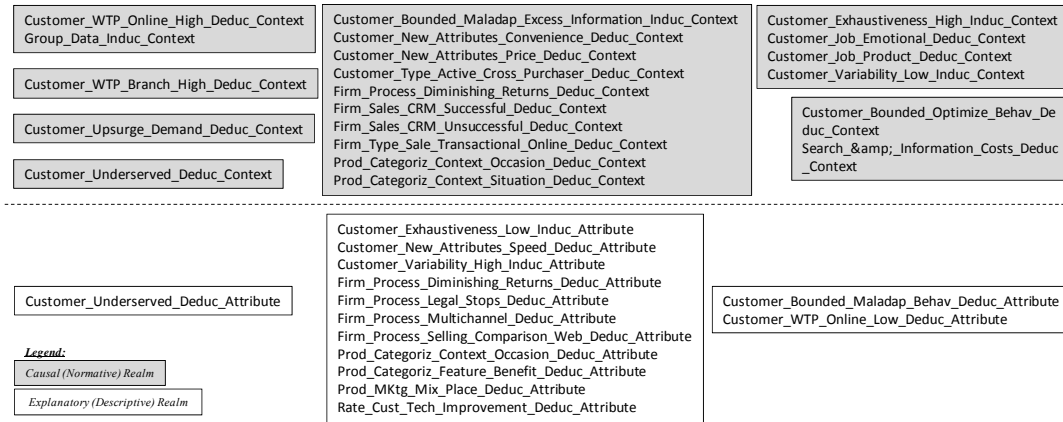 Customer_WTP_Online_High_Deduc_Context
Group_Data_Induc_Context
Customer_WTP_Branch_High_Deduc_Context
Customer_Upsurge_Demand_Deduc_Context
Customer_Underserved_Deduc_Context
Customer_Bounded_Maladap_Excess_Information_Induc_Context
Customer_New_Attributes_Convenience_Deduc_Context
Customer_New_Attributes_Price_Deduc_Context
Customer_Type_Active_Cross_Purchaser_Deduc_Context
Firm_Process_Diminishing_Returns_Deduc_Context
Firm_Sales_CRM_Successful_Deduc_Context
Firm_Sales_CRM_Unsuccessful_Deduc_Context
Firm_Type_Sale_Transactional_Online_Deduc_Context
Prod_Categoriz_Context_Occasion_Deduc_Context
Prod_Categoriz_Context_Situation_Deduc_Context
Customer_Exhaustiveness_High_Induc_Context
Customer_Job_Emotional_Deduc_Context
Customer_Job_Product_Deduc_Context
Customer_Variability_Low_Induc_Context
Customer_Bounded_Optimize_Behav_De
duc_Context
Search_&amp;_Information_Costs_Deduc
_Context
Customer_Underserved_Deduc_Attribute
Customer_Exhaustiveness_Low_Induc_Attribute
Customer_New_Attributes_Speed_Deduc_Attribute
Customer_Variability_High_Induc_Attribute
Firm_Process_Diminishing_Returns_Deduc_Attribute
Firm_Process_Legal_Stops_Deduc_Attribute
Firm_Process_Multichannel_Deduc_Attribute
Firm_Process_Selling_Comparison_Web_Deduc_Attribute
Prod_Categoriz_Context_Occasion_Deduc_Attribute
Prod_Categoriz_Feature_Benefit_Deduc_Attribute
Prod_MKtg_Mix_Place_Deduc_Attribute
Rate_Cust_Tech_Improvement_Deduc_Attribute
Customer_Bounded_Maladap_Behav_Deduc_Attribute
Customer_WTP_Online_Low_Deduc_Attribute
Legend:
Causal (Normative) Realm
Explanatory (Descriptive) Realm